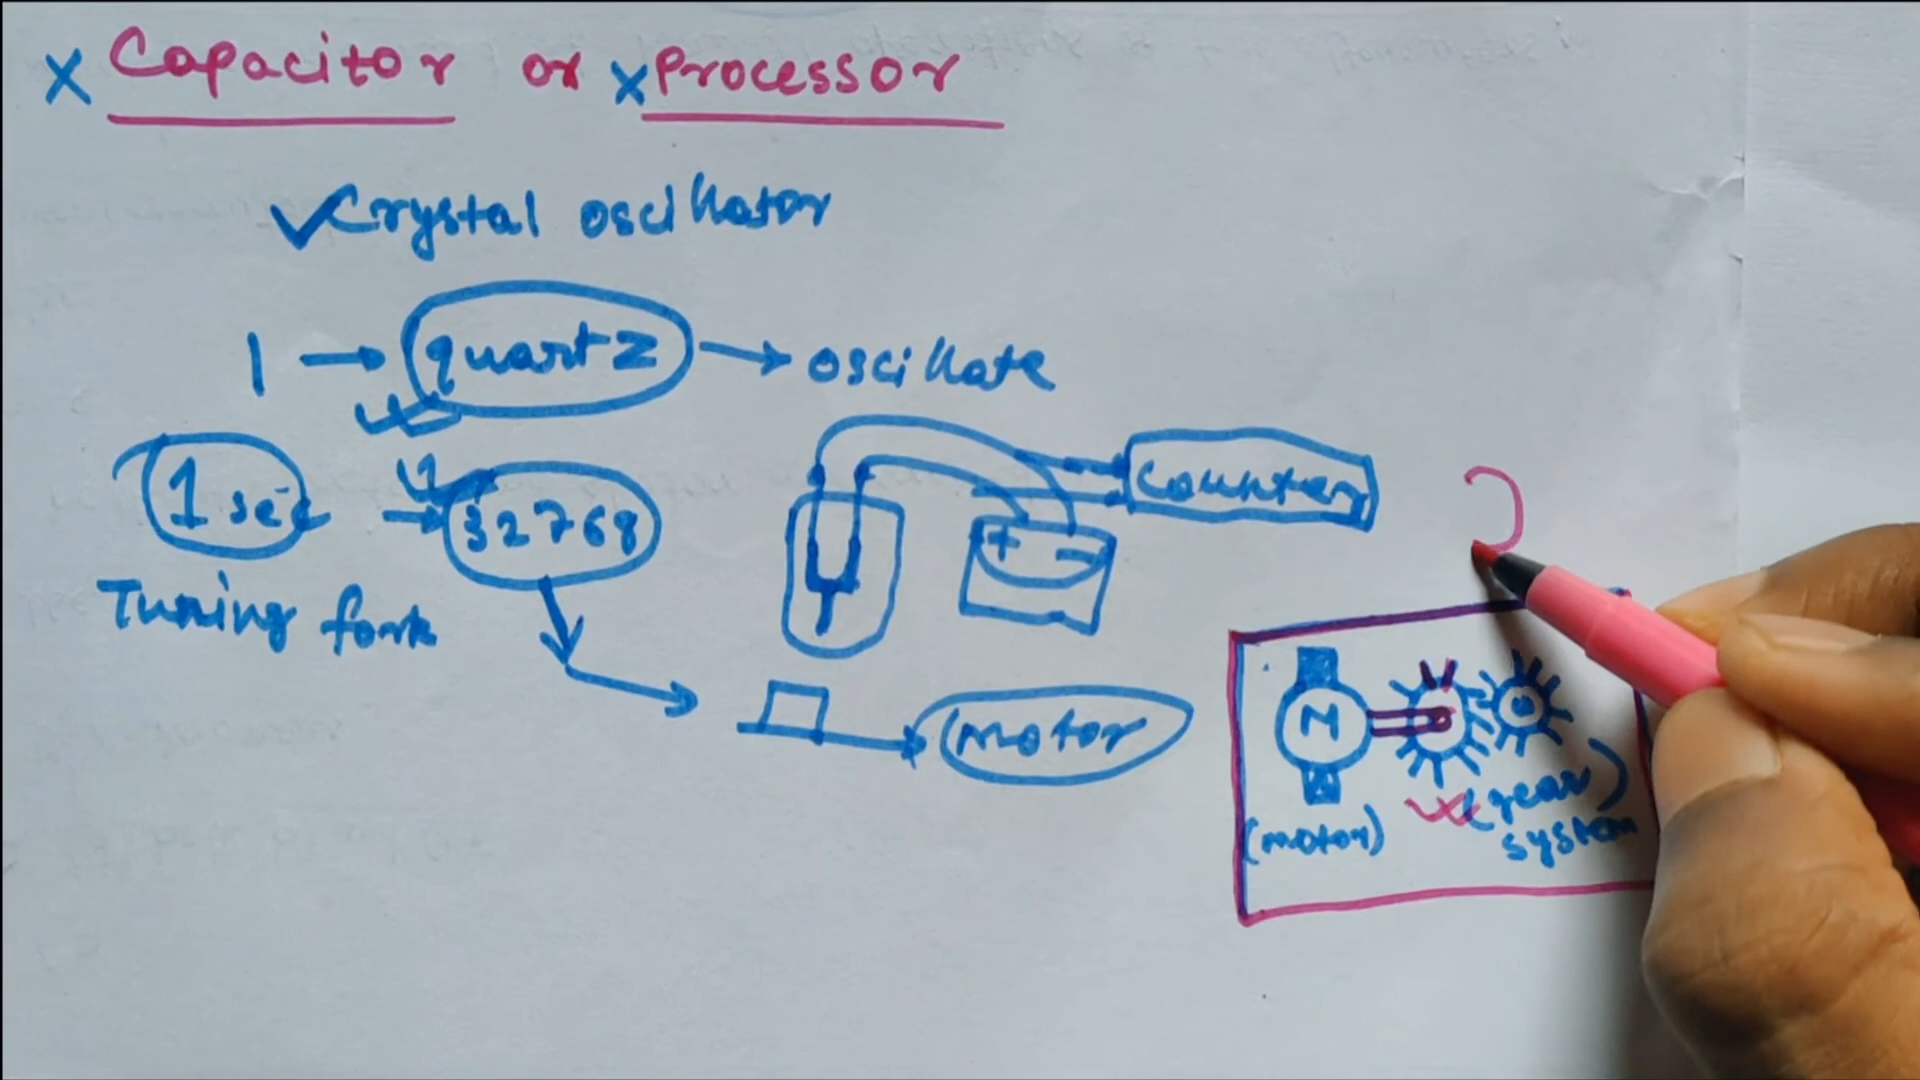 x Capacitor or x Processor
✓Crystal oscillator
1 → quartz → oscillate
1 sec → 32768
Counter
+ -
Tuning fork
motor
M
(motor)
(gear)
system